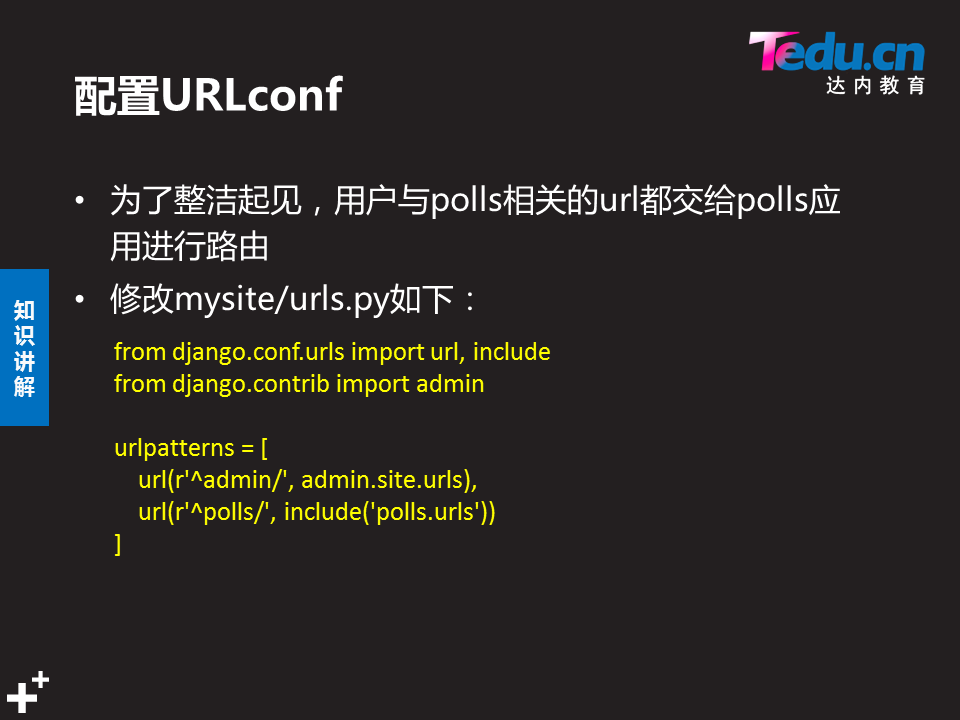 Tedu.cn
达内教育
配置URLconf
• 为了整洁起见，用户与polls相关的url都交给polls应
用进行路由
• 修改mysite/urls.py如下：
知
识
讲
解
from django.conf.urls import url, include
from django.contrib import admin
urlpatterns = [
    url(r'^admin/', admin.site.urls),
    url(r'^polls/', include('polls.urls'))
]